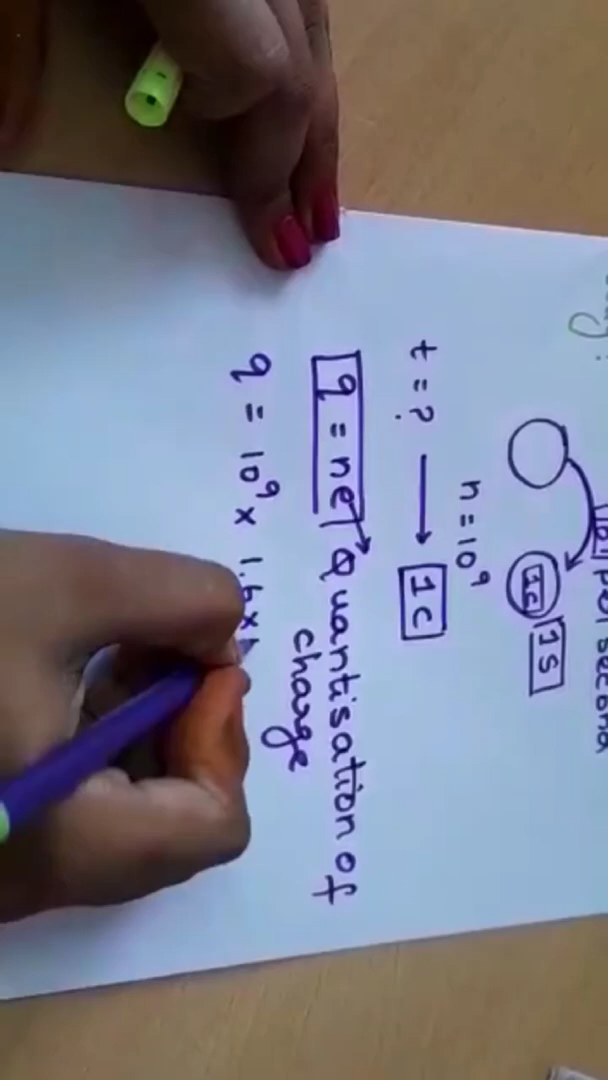 per second
1c 1s
n = 10⁹
t = ? → 1c
q = ne → Quantisation of
charge
q = 10⁹ × 1.6 ×